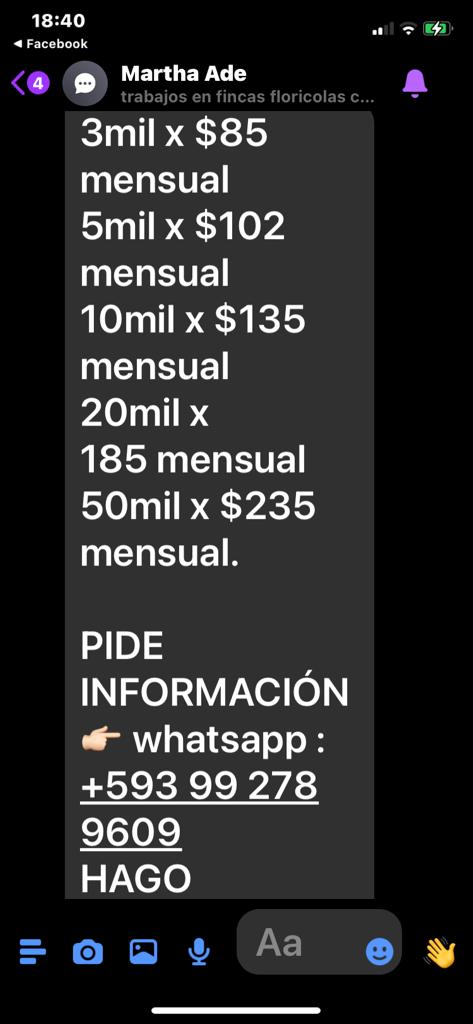 18:40
◀ Facebook
4
Martha Ade
trabajos en fincas floricolas c...
3mil x $85
mensual
5mil x $102
mensual
10mil x $135
mensual
20mil x
185 mensual
50mil x $235
mensual.
PIDE
INFORMACIÓN
👉🏻 whatsapp :
+593 99 278
9609
HAGO
Aa